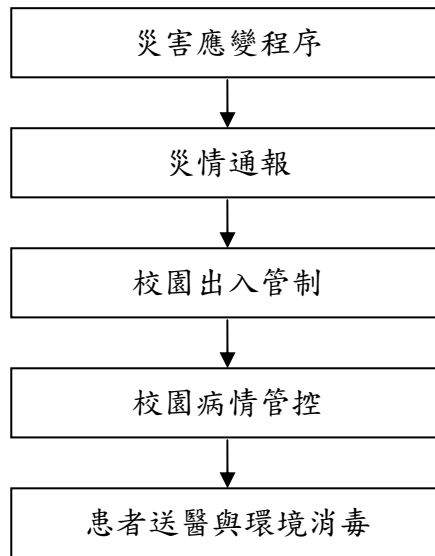 災害應變程序
災情通報
校園出入管制
校園病情管控
患者送醫與環境消毒